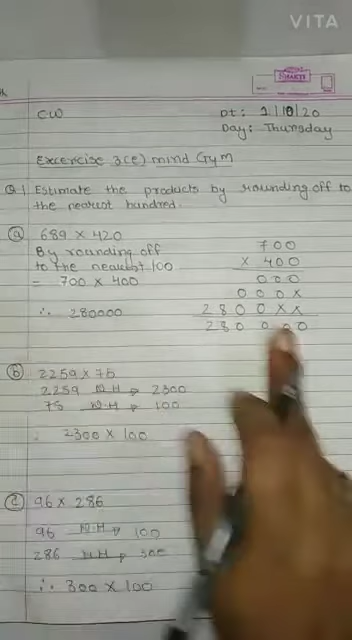 VITA
CW
Dt: 1/10/20
Day: Thursday
Excercise 3(e) mind Gym
Q.1 Estimate the products by rounding off to
the nearest hundred.
(a) 689 × 420
By rounding off
to the nearest 100
= 700 × 400
∴ 280000
700
× 400
000
000×
2800××
280000
(b) 2259 × 75
2259 N.H → 2300
75 N.H → 100
2300 × 100
(c) 96 × 286
96 N.H → 100
286 N.H → 300
∴ 300 × 100